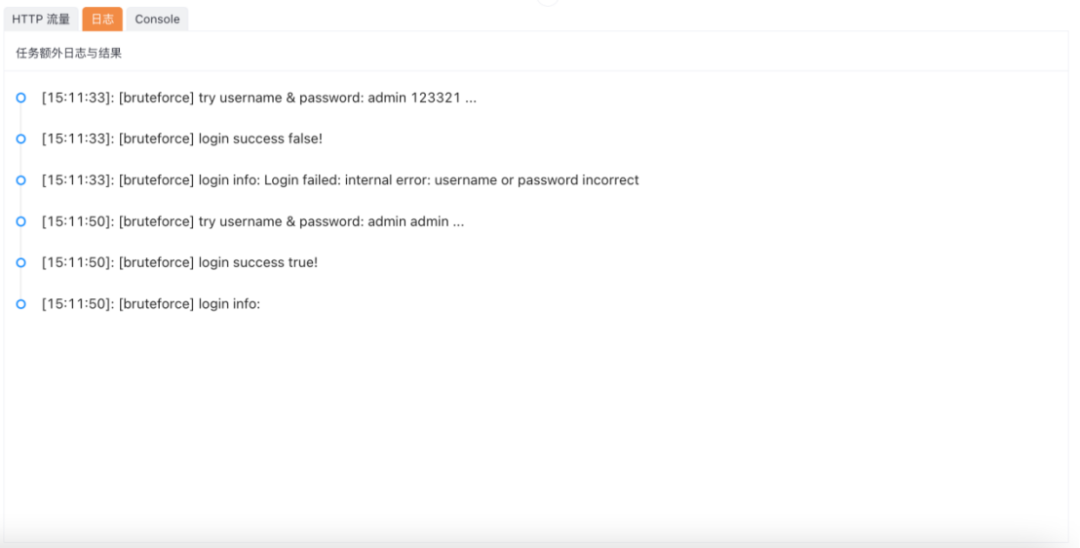 HTTP 流量 日志 Console
任务额外日志与结果
[15:11:33]: [bruteforce] try username & password: admin 123321 ...
[15:11:33]: [bruteforce] login success false!
[15:11:33]: [bruteforce] login info: Login failed: internal error: username or password incorrect
[15:11:50]: [bruteforce] try username & password: admin admin ...
[15:11:50]: [bruteforce] login success true!
[15:11:50]: [bruteforce] login info: